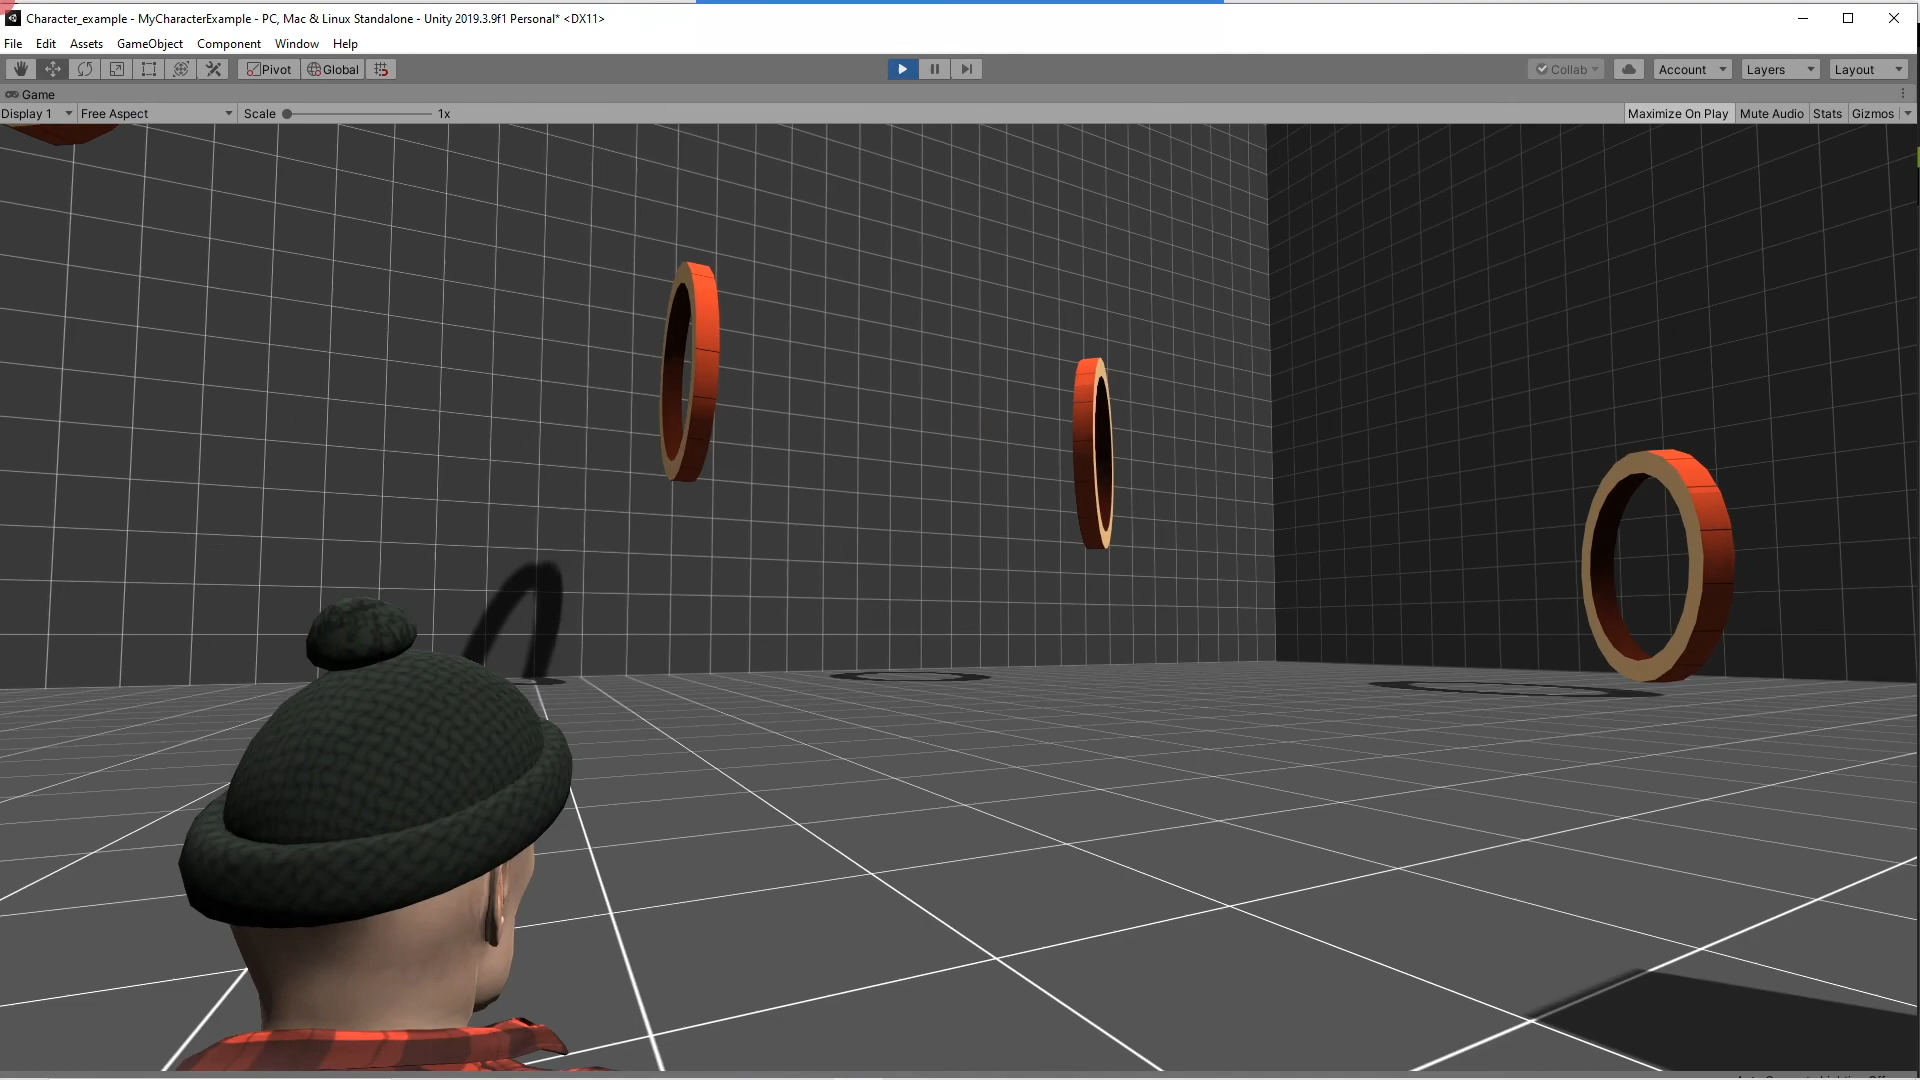 Character_example - MyCharacterExample - PC, Mac & Linux Standalone - Unity 2019.3.9f1 Personal* <DX11>
File Edit Assets GameObject Component Window Help
Pivot Global Collab Account Layers Layout
Game
Display 1 Free Aspect Scale 1x Maximize On Play Mute Audio Stats Gizmos